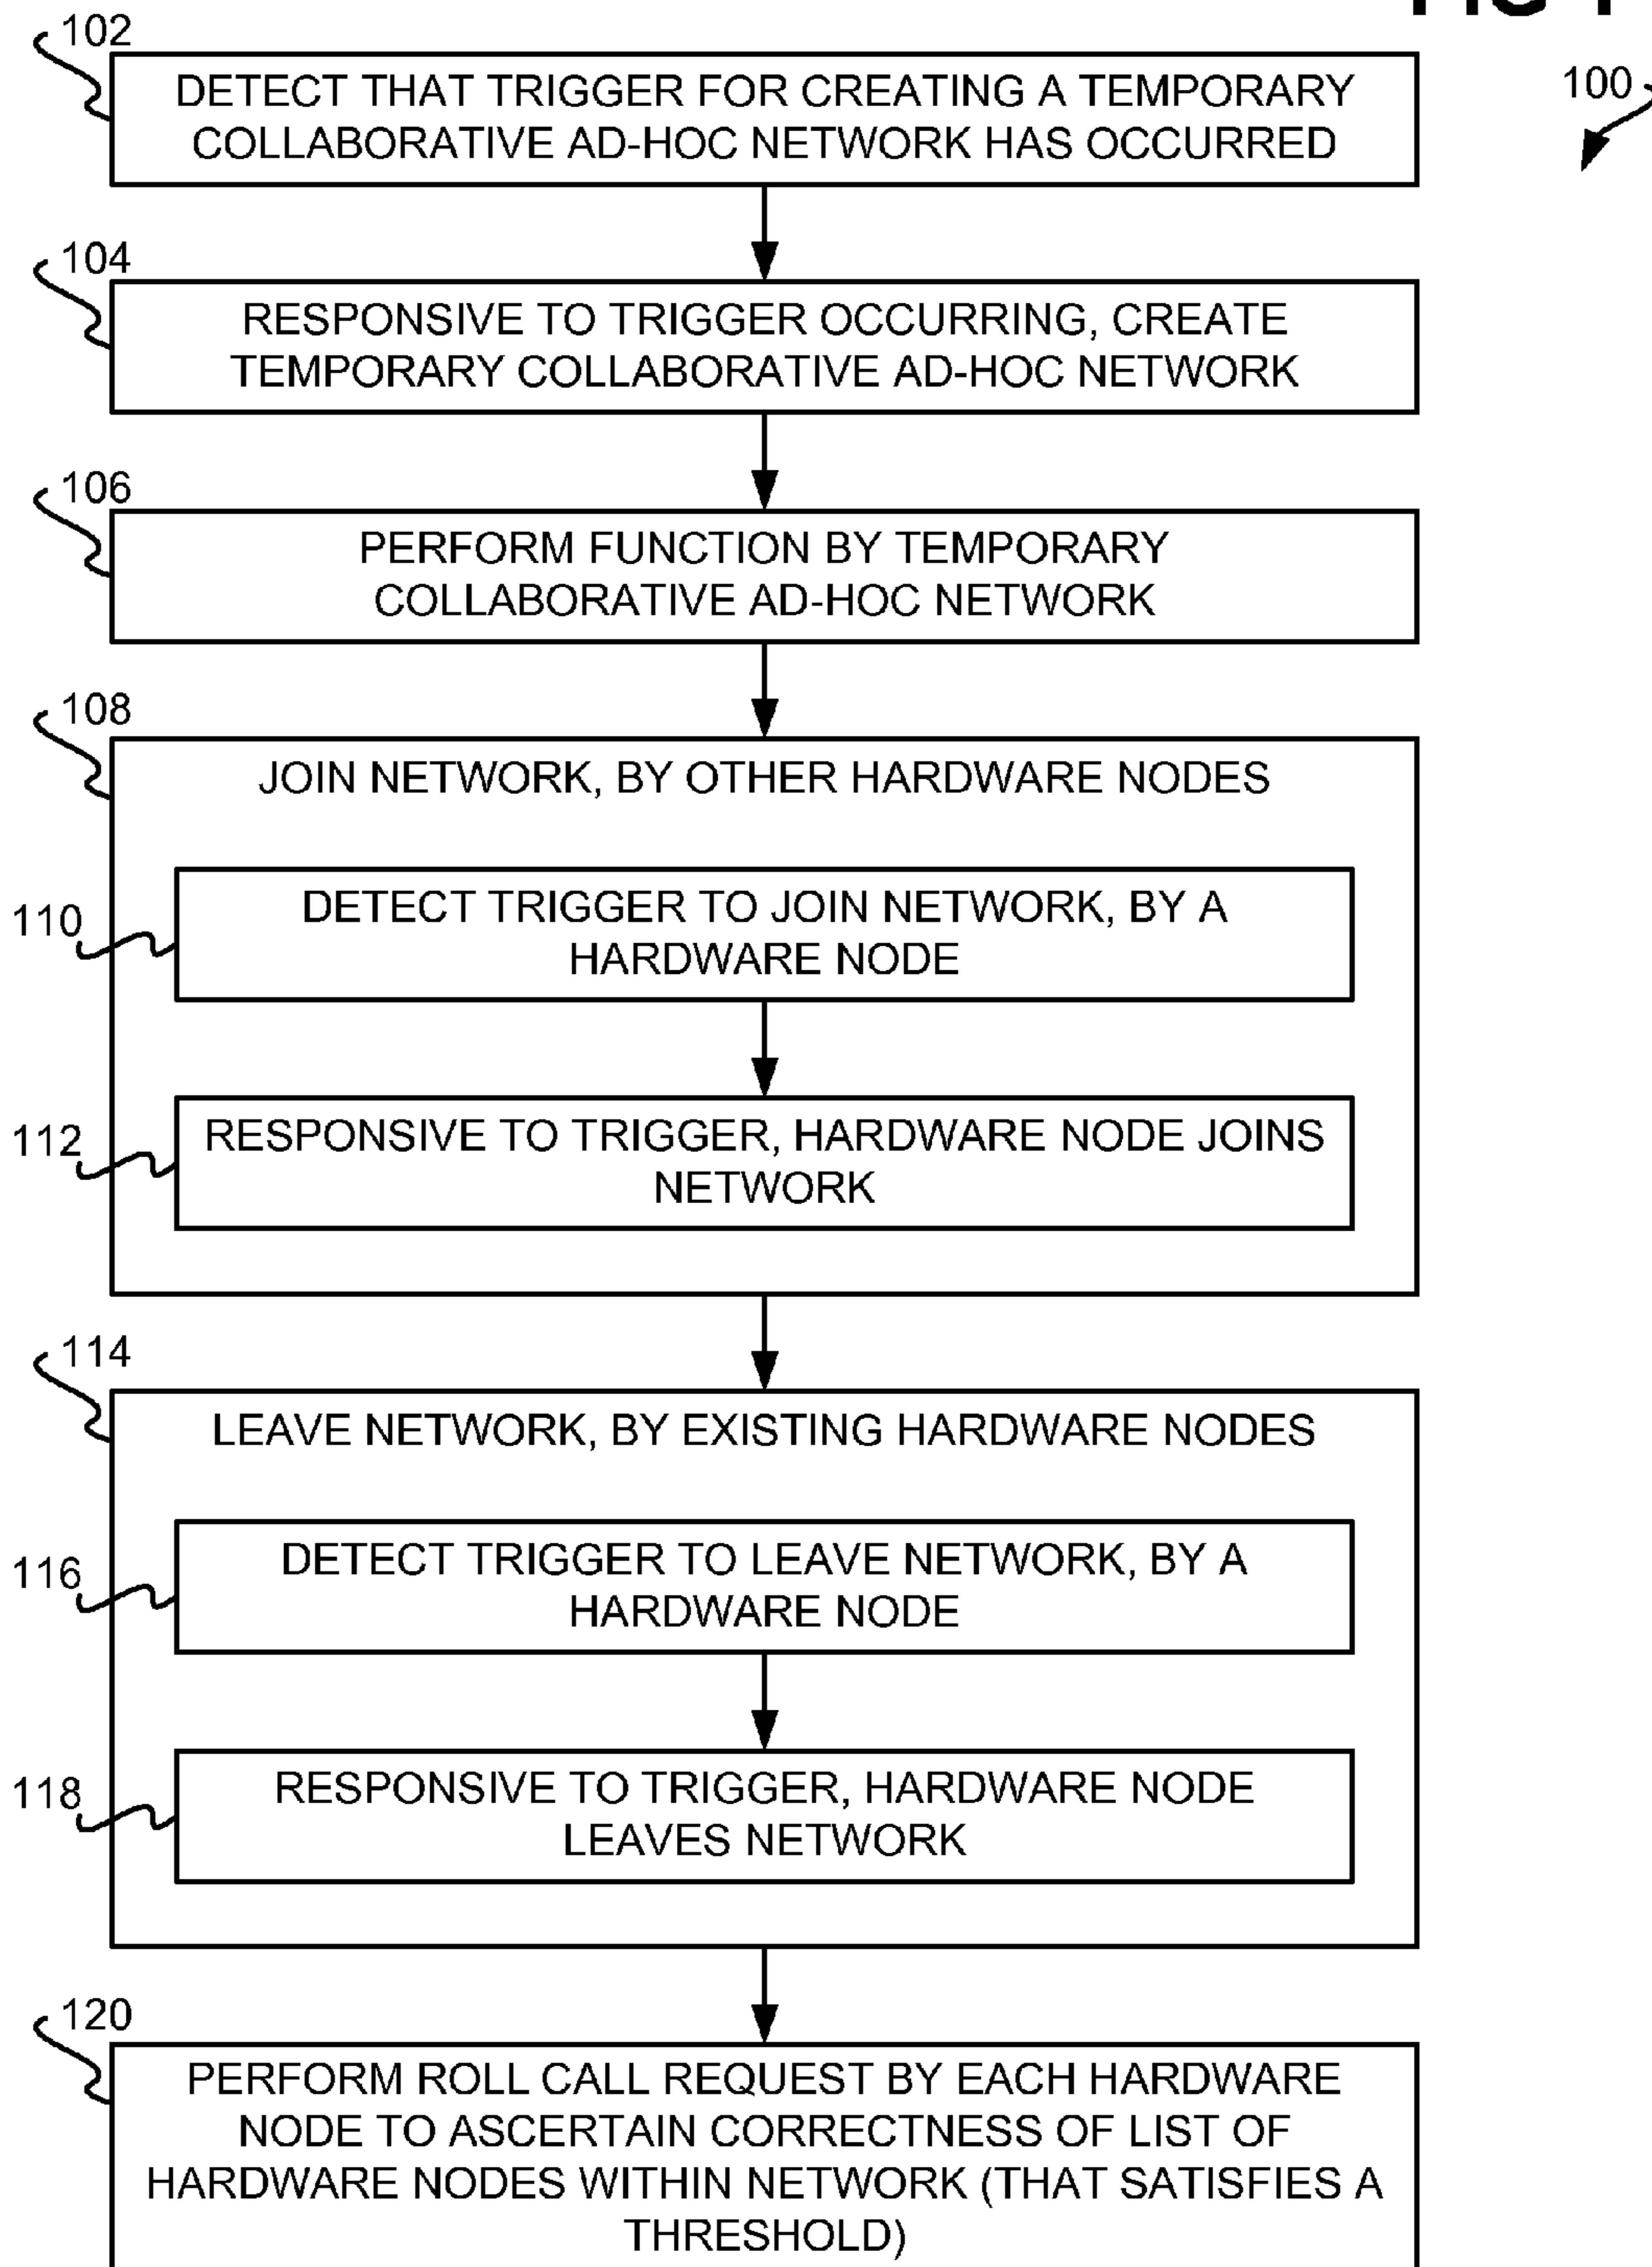 FIG 1
102
100
DETECT THAT TRIGGER FOR CREATING A TEMPORARY
COLLABORATIVE AD-HOC NETWORK HAS OCCURRED
104
RESPONSIVE TO TRIGGER OCCURRING, CREATE
TEMPORARY COLLABORATIVE AD-HOC NETWORK
106
PERFORM FUNCTION BY TEMPORARY
COLLABORATIVE AD-HOC NETWORK
108
JOIN NETWORK, BY OTHER HARDWARE NODES
110
DETECT TRIGGER TO JOIN NETWORK, BY A
HARDWARE NODE
112
RESPONSIVE TO TRIGGER, HARDWARE NODE JOINS
NETWORK
114
LEAVE NETWORK, BY EXISTING HARDWARE NODES
116
DETECT TRIGGER TO LEAVE NETWORK, BY A
HARDWARE NODE
118
RESPONSIVE TO TRIGGER, HARDWARE NODE
LEAVES NETWORK
120
PERFORM ROLL CALL REQUEST BY EACH HARDWARE
NODE TO ASCERTAIN CORRECTNESS OF LIST OF
HARDWARE NODES WITHIN NETWORK (THAT SATISFIES A
THRESHOLD)